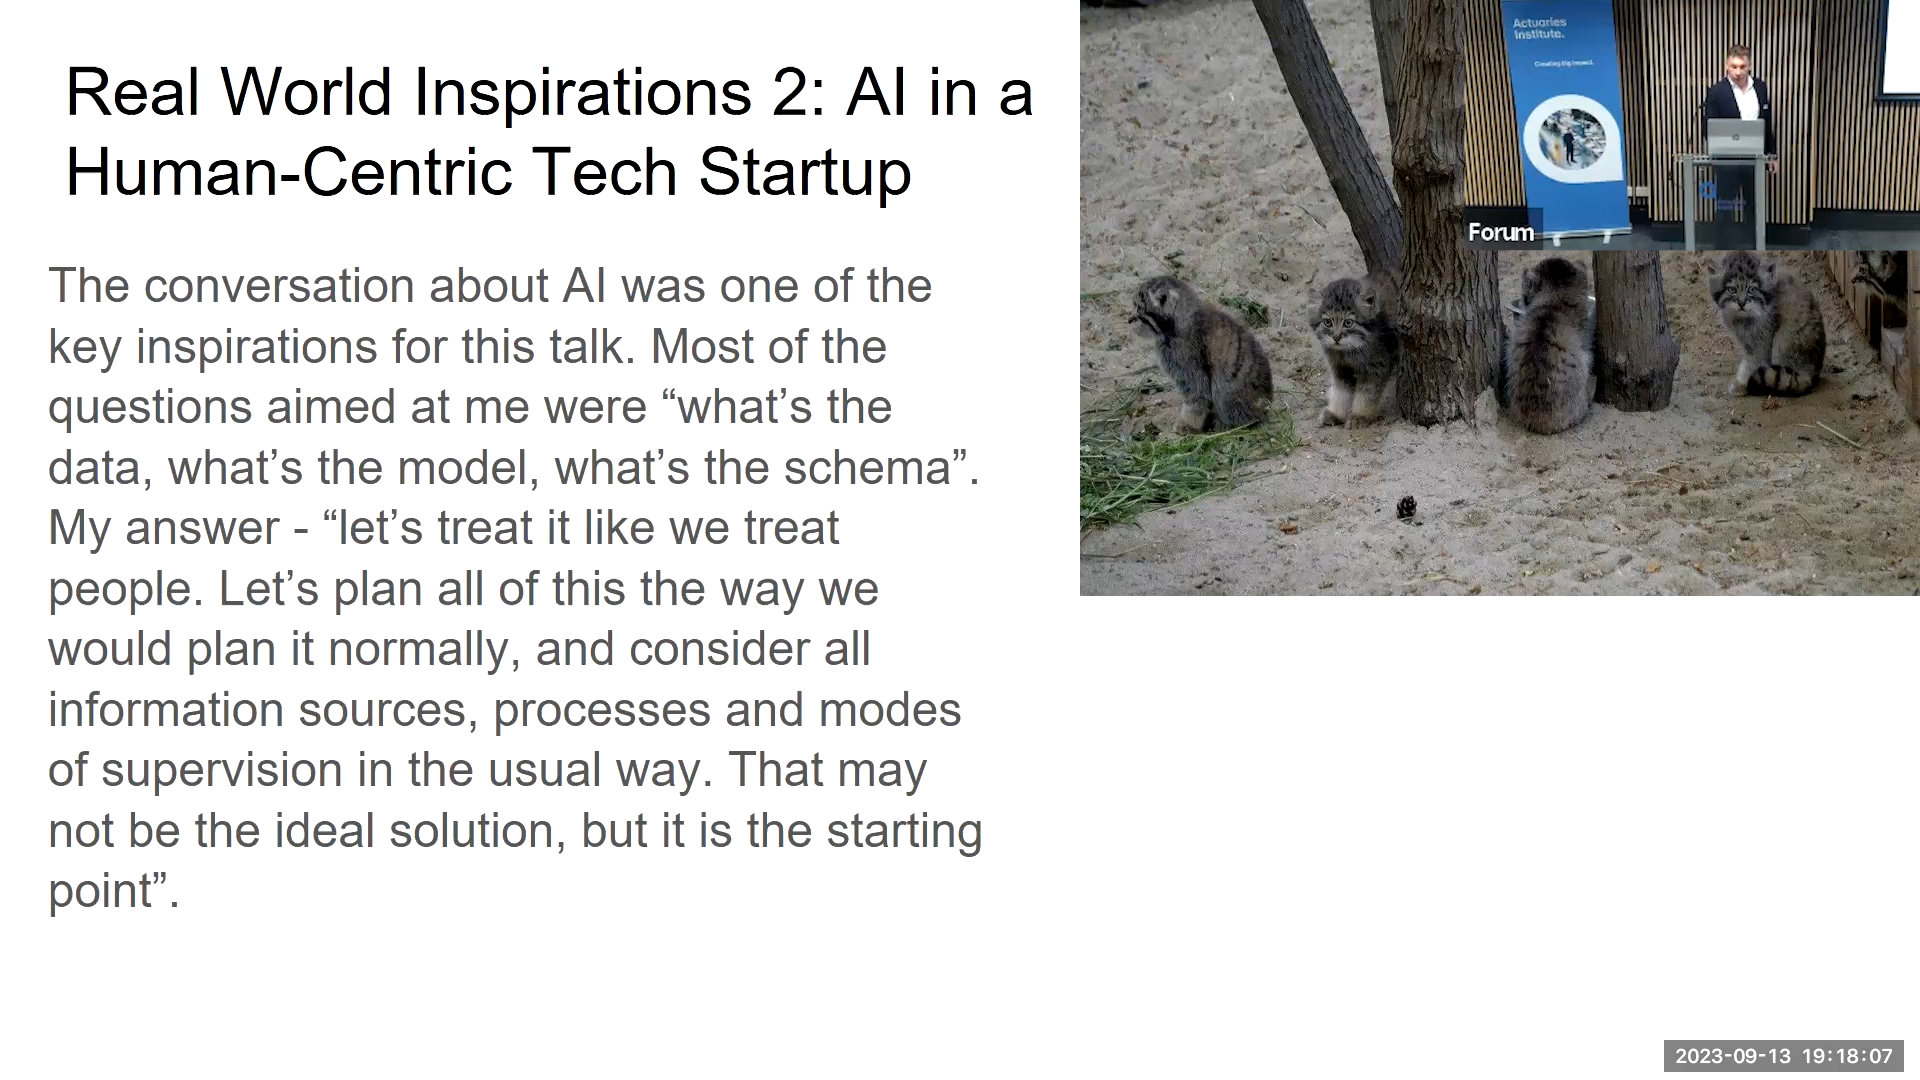 Real World Inspirations 2: AI in a
Human-Centric Tech Startup
The conversation about AI was one of the
key inspirations for this talk. Most of the
questions aimed at me were “what’s the
data, what’s the model, what’s the schema”.
My answer - “let’s treat it like we treat
people. Let’s plan all of this the way we
would plan it normally, and consider all
information sources, processes and modes
of supervision in the usual way. That may
not be the ideal solution, but it is the starting
point”.
Actuaries
Institute.
Creating big impact.
Forum
2023-09-13 19:18:07